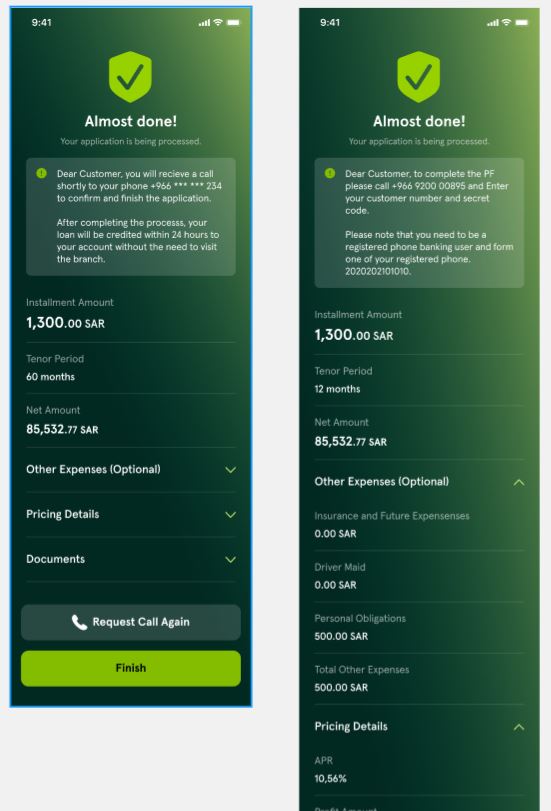 9:41
Almost done!
Your application is being processed.
Dear Customer, you will recieve a call
shortly to your phone +966 *** *** 234
to confirm and finish the application.
After completing the processs, your
loan will be credited within 24 hours to
your account without the need to visit
the branch.
Installment Amount
1,300.00 SAR
Tenor Period
60 months
Net Amount
85,532.77 SAR
Other Expenses (Optional)
Pricing Details
Documents
Request Call Again
Finish
9:41
Almost done!
Your application is being processed.
Dear Customer, to complete the PF
please call +966 9200 00895 and Enter
your customer number and secret
code.
Please note that you need to be a
registered phone banking user and form
one of your registered phone.
2020202101010.
Installment Amount
1,300.00 SAR
Tenor Period
12 months
Net Amount
85,532.77 SAR
Other Expenses (Optional)
Insurance and Future Expensenses
0.00 SAR
Driver Maid
0.00 SAR
Personal Obligations
500.00 SAR
Total Other Expenses
500.00 SAR
Pricing Details
APR
10,56%
Profit Amount